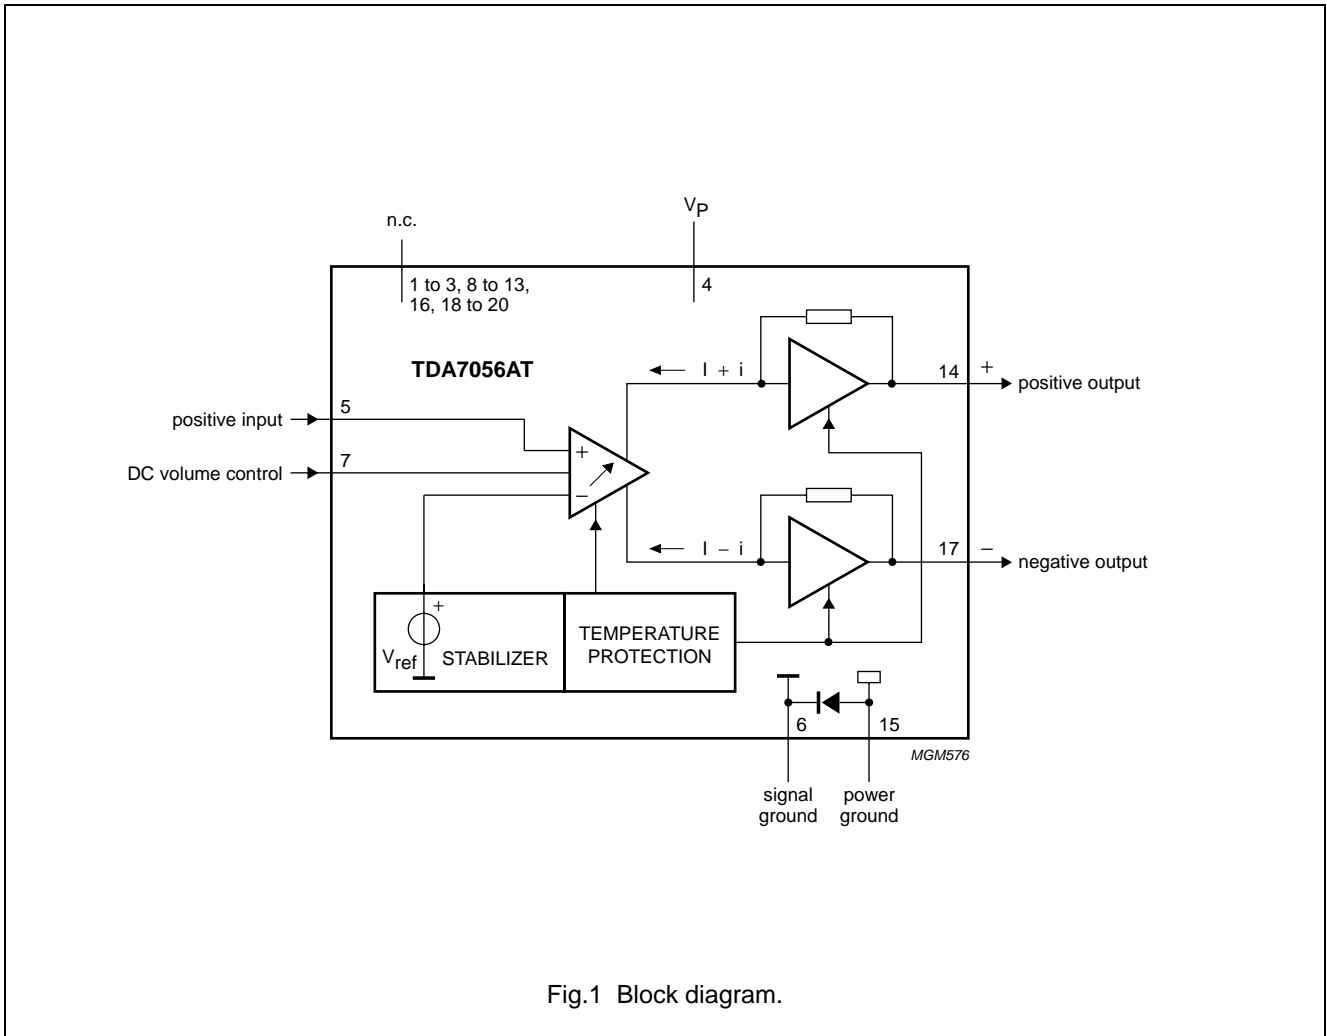 n.c.
V_P
1 to 3, 8 to 13,
16, 18 to 20
4
TDA7056AT
I + i
14
+
positive output
positive input
5
+
DC volume control
7
−
I − i
17
−
negative output
+
V_ref
STABILIZER
TEMPERATURE
PROTECTION
6
15
MGM576
signal
ground
power
ground
Fig.1 Block diagram.